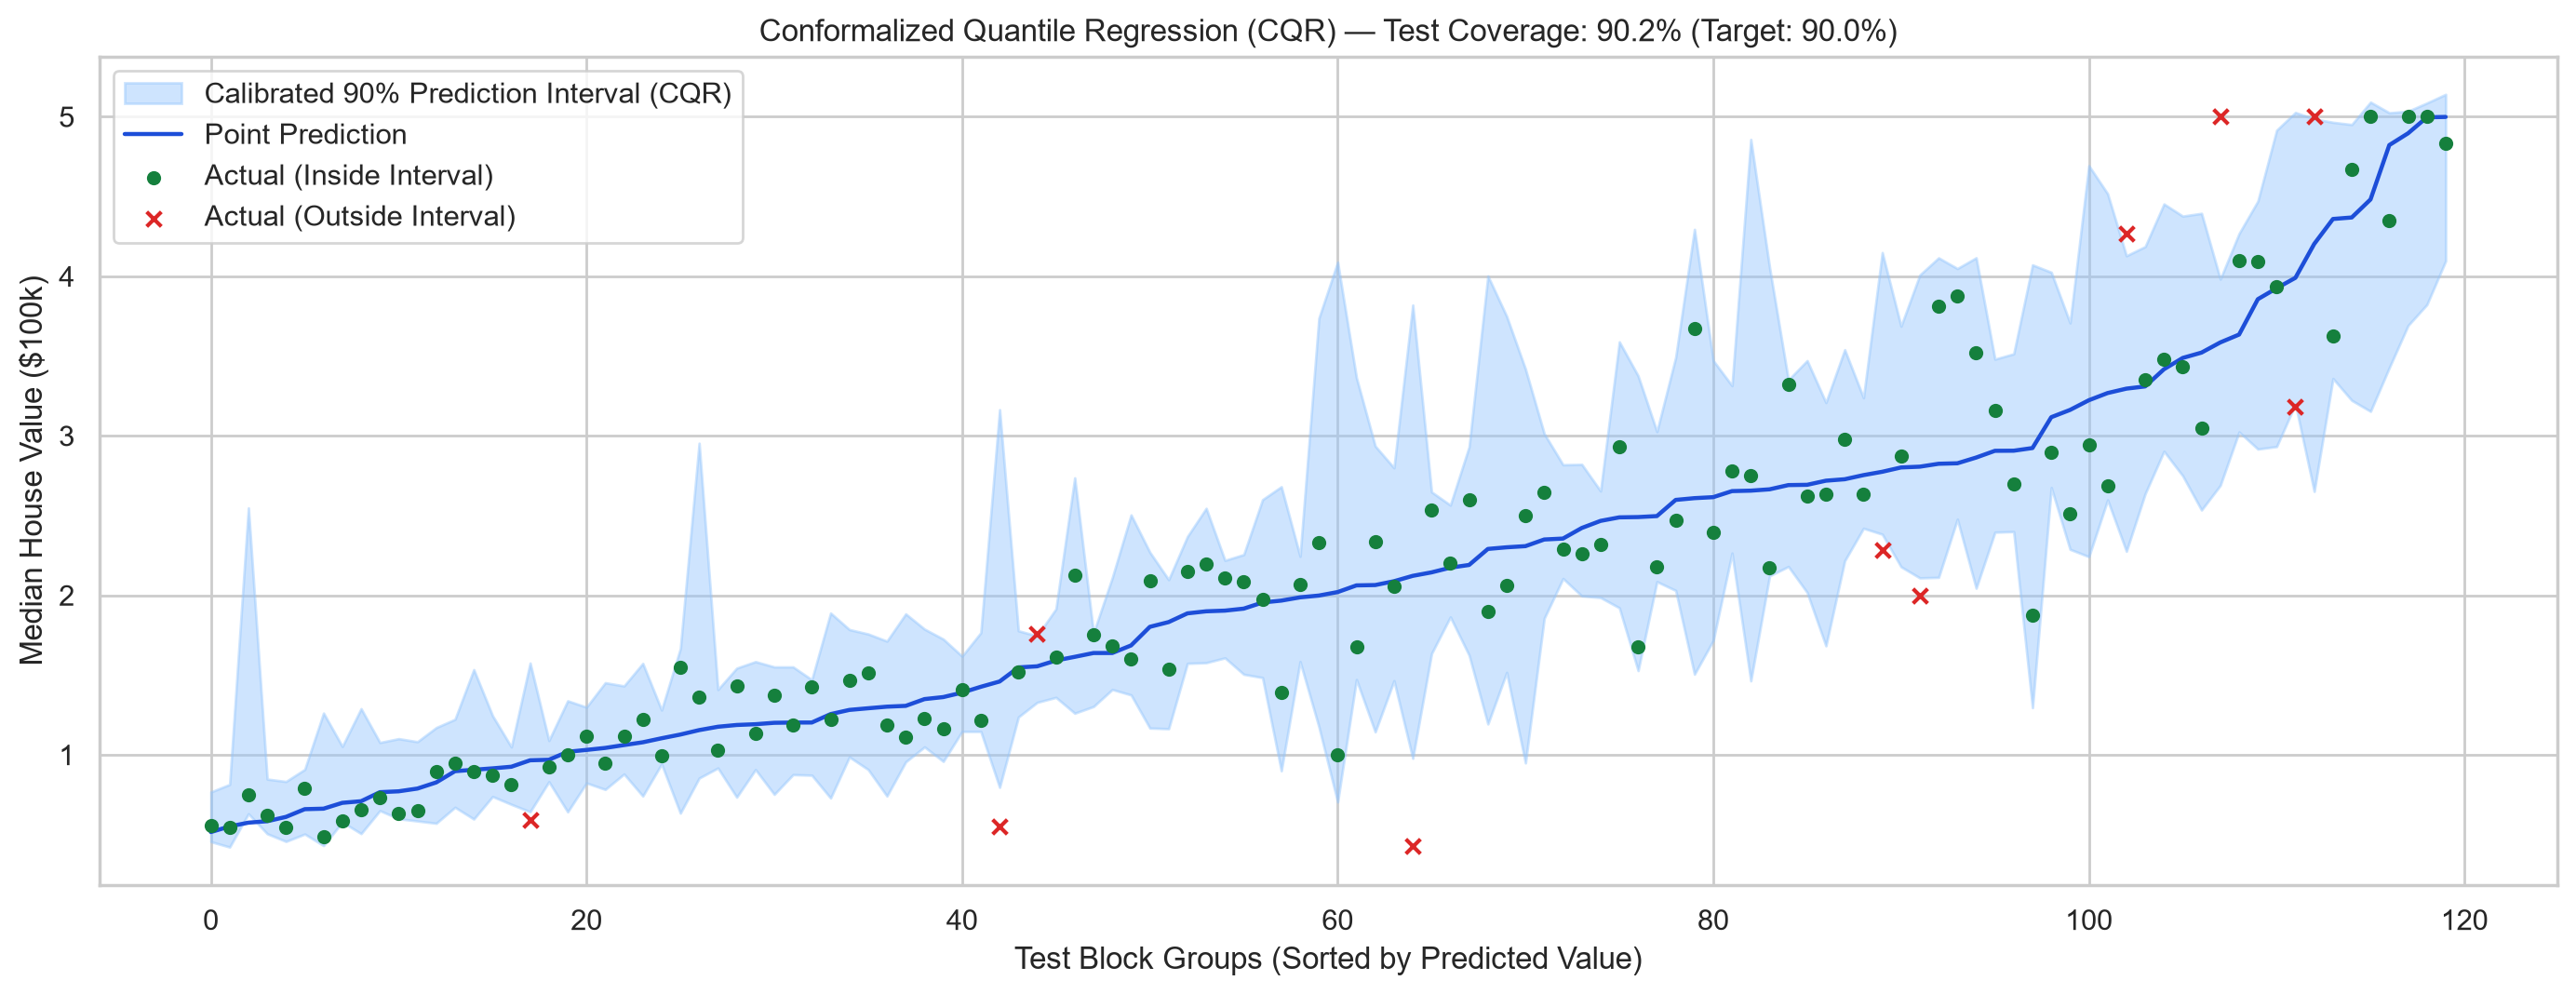 Conformalized Quantile Regression (CQR) — Test Coverage: 90.2% (Target: 90.0%)
Calibrated 90% Prediction Interval (CQR)
Point Prediction
Actual (Inside Interval)
Actual (Outside Interval)
Median House Value ($100k)
5
4
3
2
1
0 20 40 60 80 100 120
Test Block Groups (Sorted by Predicted Value)